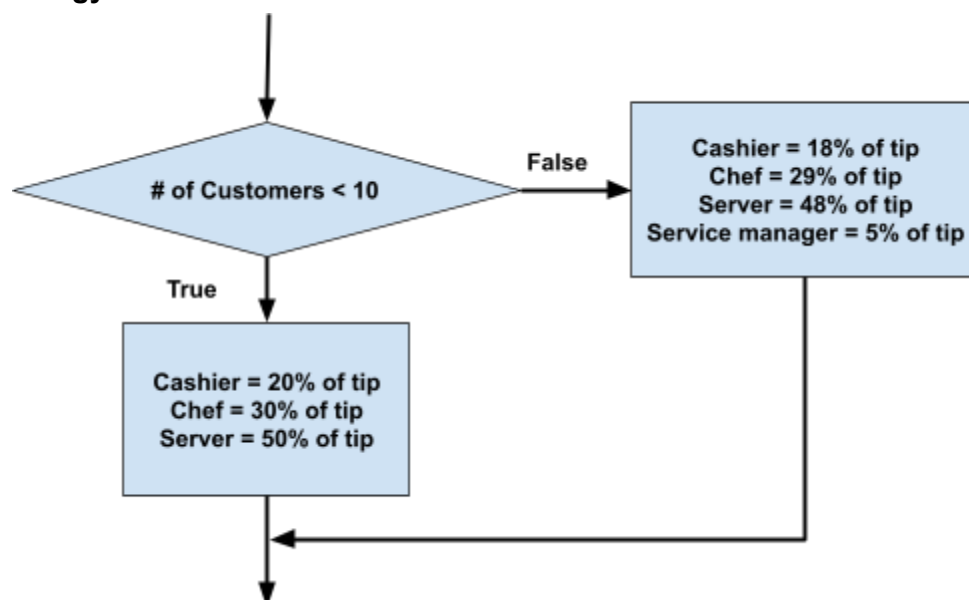 # of Customers < 10
False
Cashier = 18% of tip
Chef = 29% of tip
Server = 48% of tip
Service manager = 5% of tip
True
Cashier = 20% of tip
Chef = 30% of tip
Server = 50% of tip